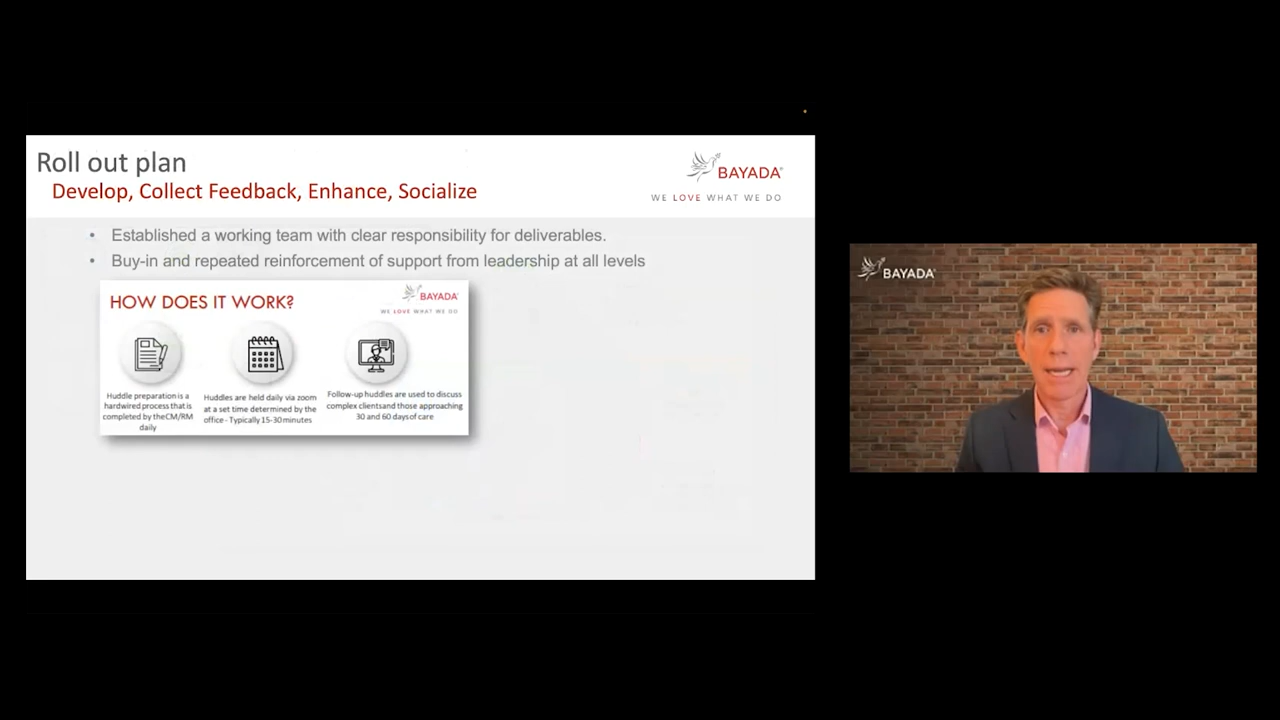 Roll out plan
Develop, Collect Feedback, Enhance, Socialize
BAYADA®
WE LOVE WHAT WE DO
• Established a working team with clear responsibility for deliverables.
• Buy-in and repeated reinforcement of support from leadership at all levels
HOW DOES IT WORK?
BAYADA
WE LOVE WHAT WE DO
Huddle preparation is a
hardwired process that is
completed by the CM/RM
daily
Huddles are held daily via zoom
at a set time determined by the
office - Typically 15-30 minutes
Follow-up huddles are used to discuss
complex clients and those approaching
30 and 60 days of care
BAYADA